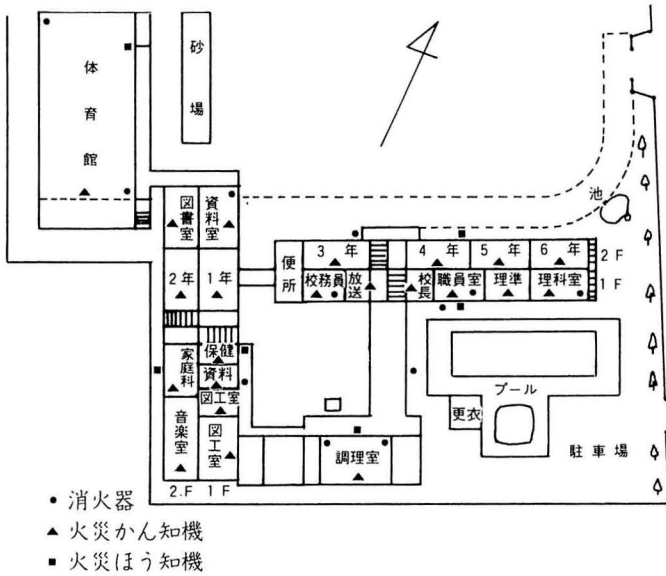 体育館
砂場
池
図書室
資料室
2年
1年
便所
3年
4年
5年
6年
2F
校務員
放送
校長
職員室
理準
理科室
1F
家庭科
保健
資料
図工室
音楽室
図工室
2.F
1F
調理室
プール
更衣
駐車場
● 消火器
▲ 火災かん知機
■ 火災ほう知機